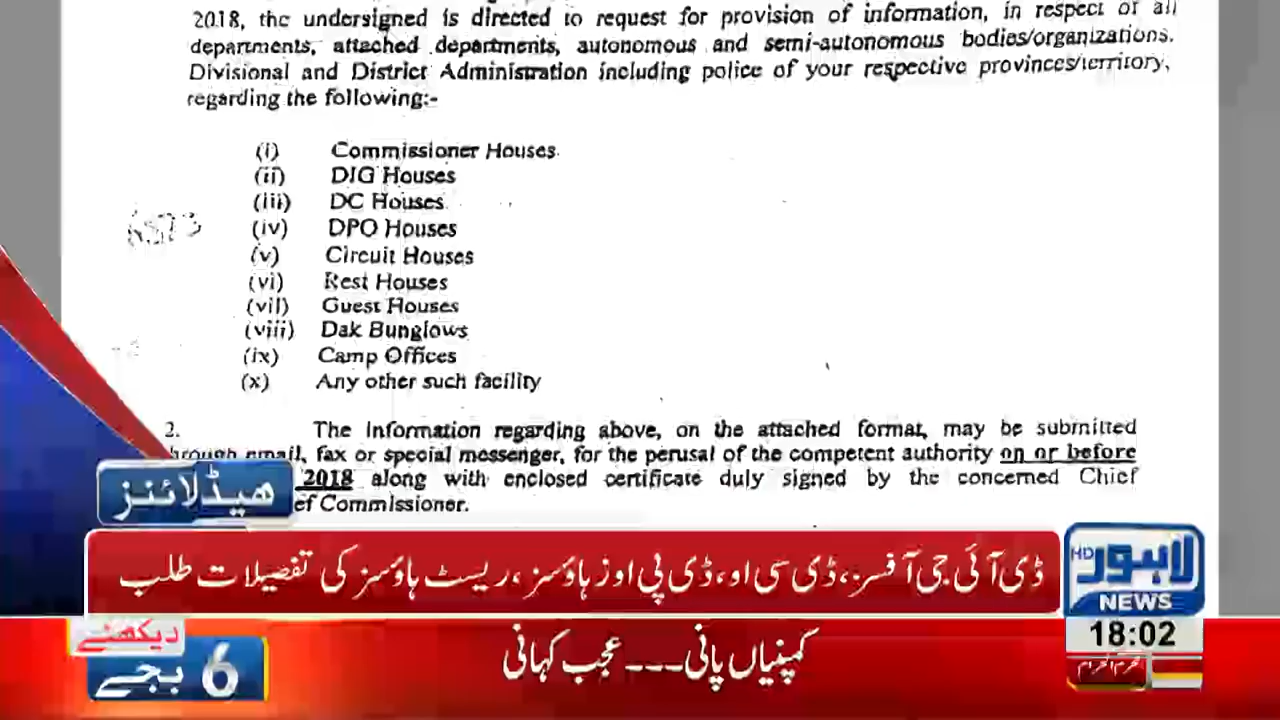 2018, the undersigned is directed to request for provision of information, in respect of all
departments, attached departments, autonomous and semi-autonomous bodies/organizations.
Divisional and District Administration including police of your respective provinces/territory,
regarding the following:-
(i) Commissioner Houses
(ii) DIG Houses
(iii) DC Houses
(iv) DPO Houses
(v) Circuit Houses
(vi) Rest Houses
(vii) Guest Houses
(viii) Dak Bunglows
(ix) Camp Offices
(x) Any other such facility
2. The Information regarding above, on the attached format, may be submitted
through email, fax or special messenger, for the perusal of the competent authority on or before
2018 along with enclosed certificate duly signed by the concerned Chief
ef Commissioner.
ہیڈلائنز
ڈی آئی جی آفسز، ڈی سی او، ڈی پی اوز ہاؤسز، ریسٹ ہاؤسز کی تفصیلات طلب
HD لاہور
NEWS
18:02
دیکھئے
6 بجے
کمپنیاں پانی۔۔۔عجب کہانی